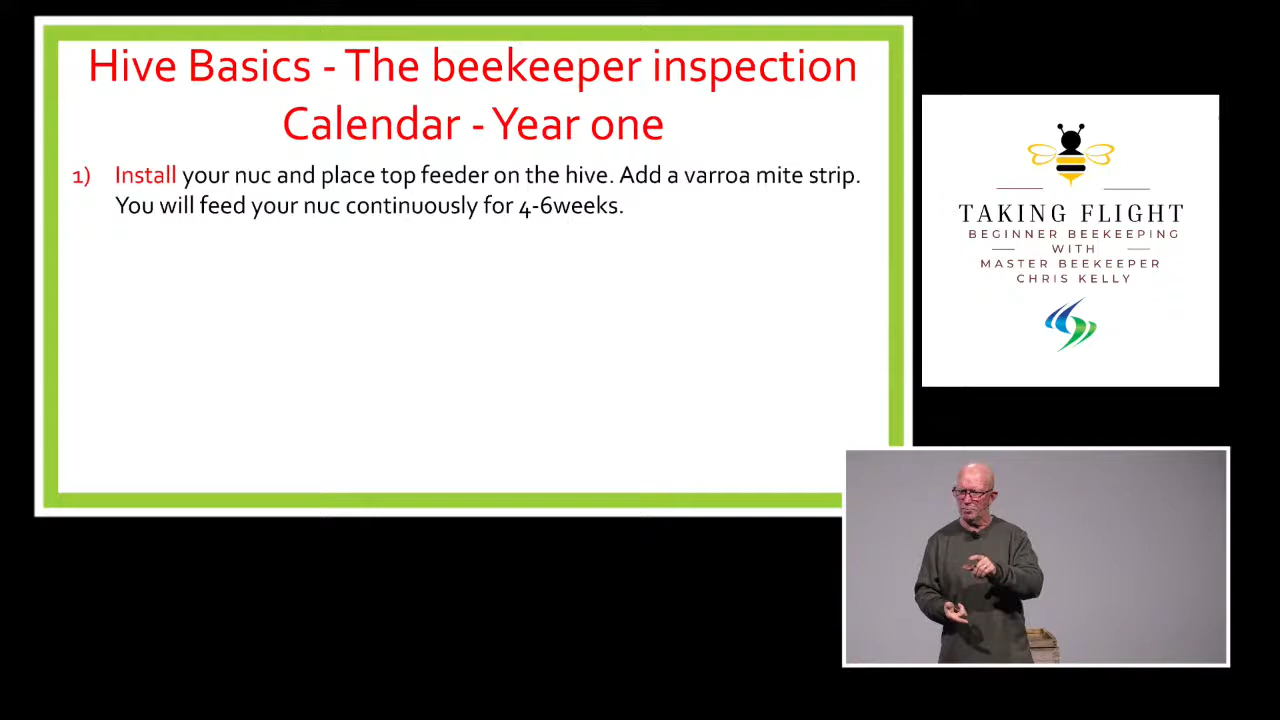 Hive Basics - The beekeeper inspection
Calendar - Year one
1) Install your nuc and place top feeder on the hive. Add a varroa mite strip.
You will feed your nuc continuously for 4-6weeks.
TAKING FLIGHT
BEGINNER BEEKEEPING
WITH
MASTER BEEKEEPER
CHRIS KELLY